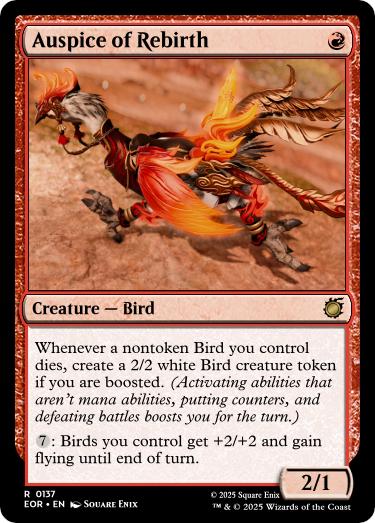 Auspice of Rebirth
Creature — Bird
Whenever a nontoken Bird you control
dies, create a 2/2 white Bird creature token
if you are boosted. (Activating abilities that
aren't mana abilities, putting counters, and
defeating battles boosts you for the turn.)
7: Birds you control get +2/+2 and gain
flying until end of turn.
2/1
R 0137
EOR • EN SQUARE ENIX
© 2025 Square Enix
™ & © 2025 Wizards of the Coast